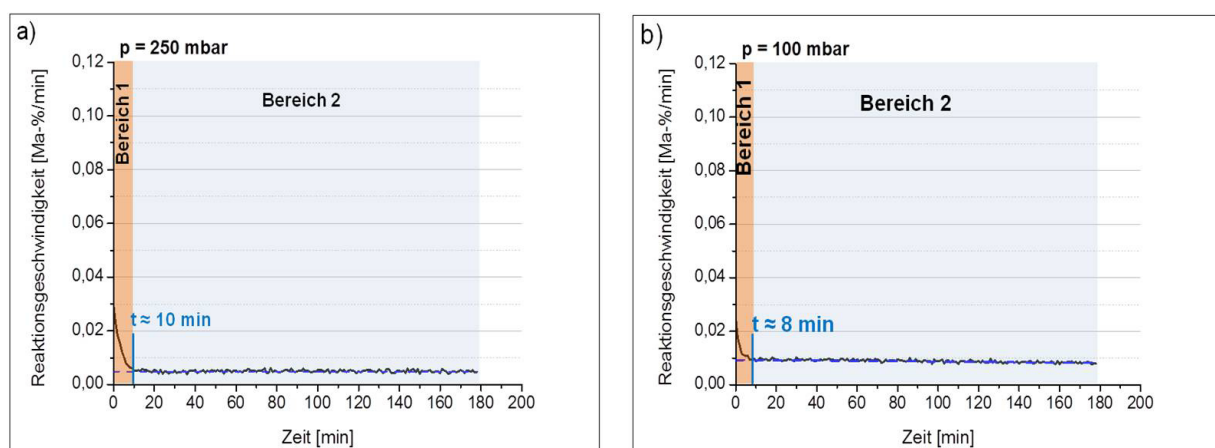 a)
p = 250 mbar
Reaktionsgeschwindigkeit [Ma-%/min]
0,12
0,10
0,08
0,06
0,04
0,02
0,00
Bereich 1
Bereich 2
t ≈ 10 min
0 20 40 60 80 100 120 140 160 180 200
Zeit [min]
b)
p = 100 mbar
Reaktionsgeschwindigkeit [Ma-%/min]
0,12
0,10
0,08
0,06
0,04
0,02
0,00
Bereich 1
Bereich 2
t ≈ 8 min
0 20 40 60 80 100 120 140 160 180 200
Zeit [min]